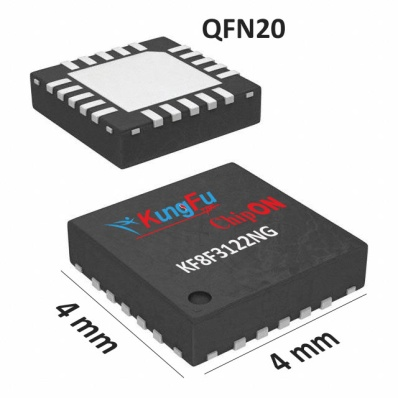 QFN20
KungFu
ChipON
KF8F3122NG
4 mm
4 mm